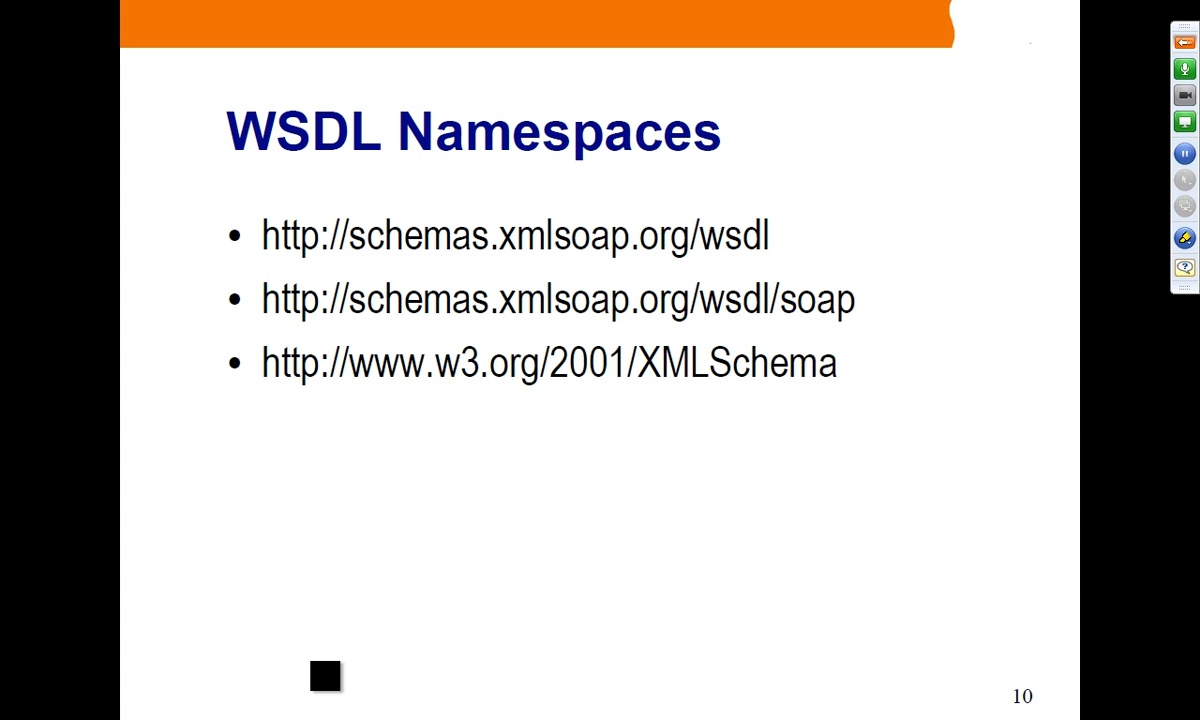 WSDL Namespaces
• http://schemas.xmlsoap.org/wsdl
• http://schemas.xmlsoap.org/wsdl/soap
• http://www.w3.org/2001/XMLSchema
10